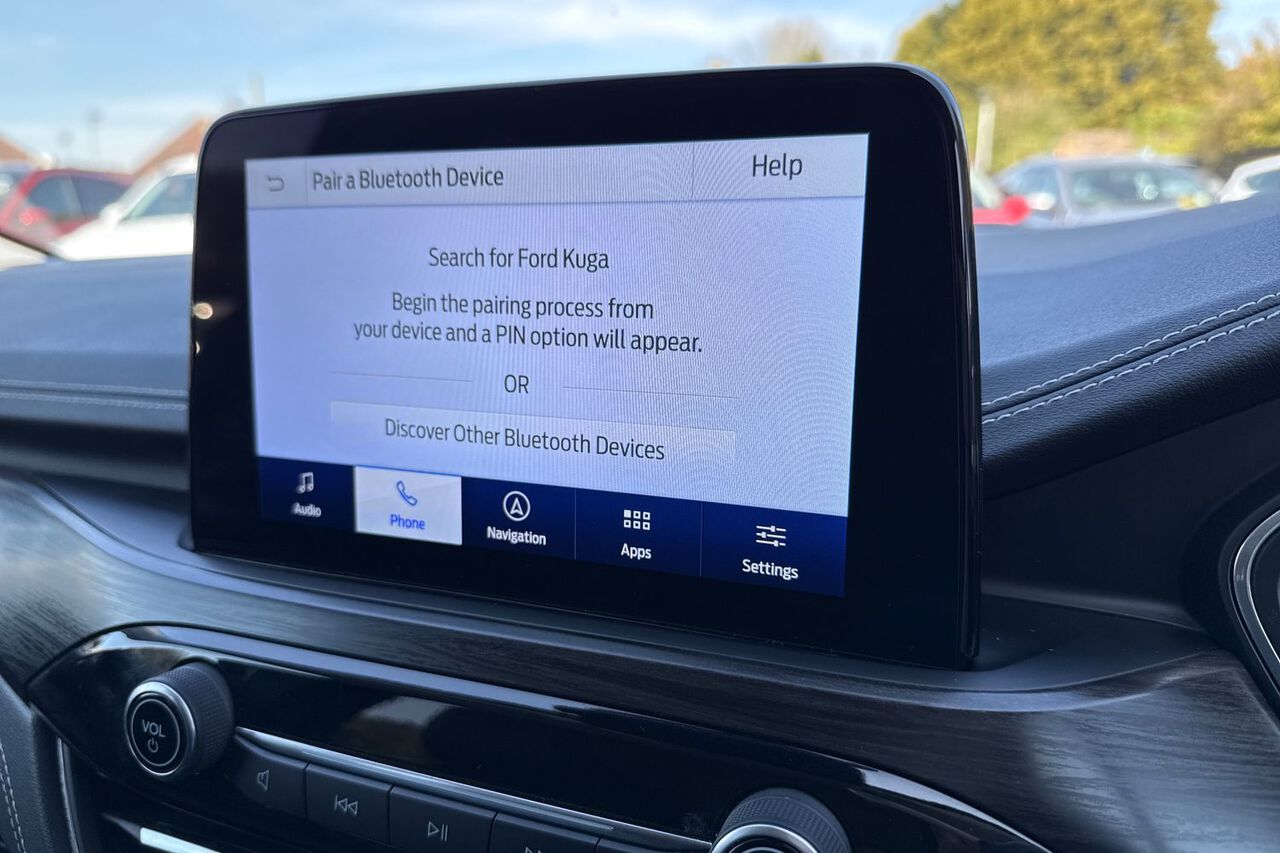 Pair a Bluetooth Device
Help
Search for Ford Kuga
Begin the pairing process from
your device and a PIN option will appear.
OR
Discover Other Bluetooth Devices
Audio
Phone
Navigation
Apps
Settings
VOL